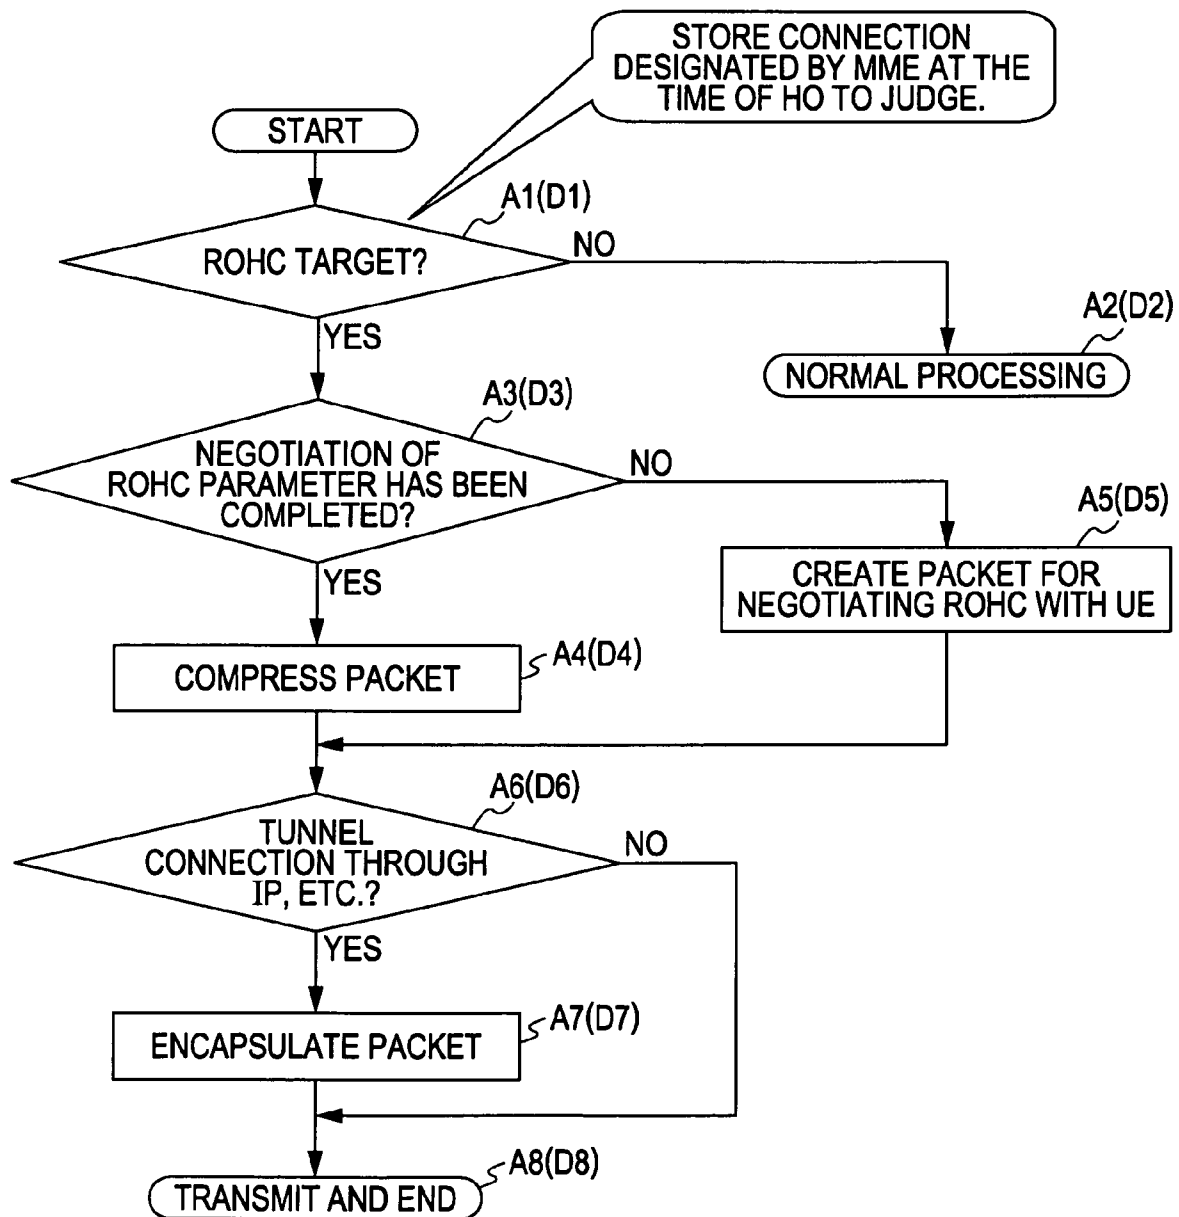 STORE CONNECTION
DESIGNATED BY MME AT THE
TIME OF HO TO JUDGE.
START
A1(D1)
ROHC TARGET?
NO
YES
A2(D2)
NORMAL PROCESSING
A3(D3)
NEGOTIATION OF
ROHC PARAMETER HAS BEEN
COMPLETED?
NO
YES
A5(D5)
CREATE PACKET FOR
NEGOTIATING ROHC WITH UE
A4(D4)
COMPRESS PACKET
A6(D6)
TUNNEL
CONNECTION THROUGH
IP, ETC.?
NO
YES
A7(D7)
ENCAPSULATE PACKET
A8(D8)
TRANSMIT AND END